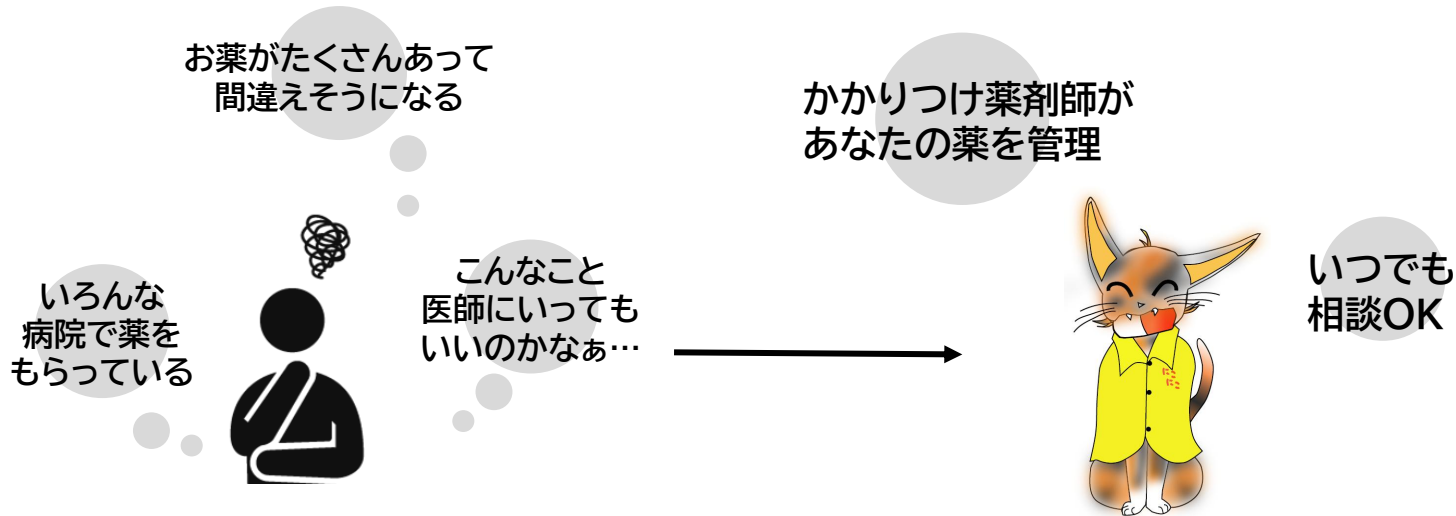 お薬がたくさんあって
間違えそうになる
いろんな
病院で薬を
もらっている
こんなこと
医師にいっても
いいのかなぁ…
かかりつけ薬剤師が
あなたの薬を管理
いつでも
相談OK
にこ
にこ